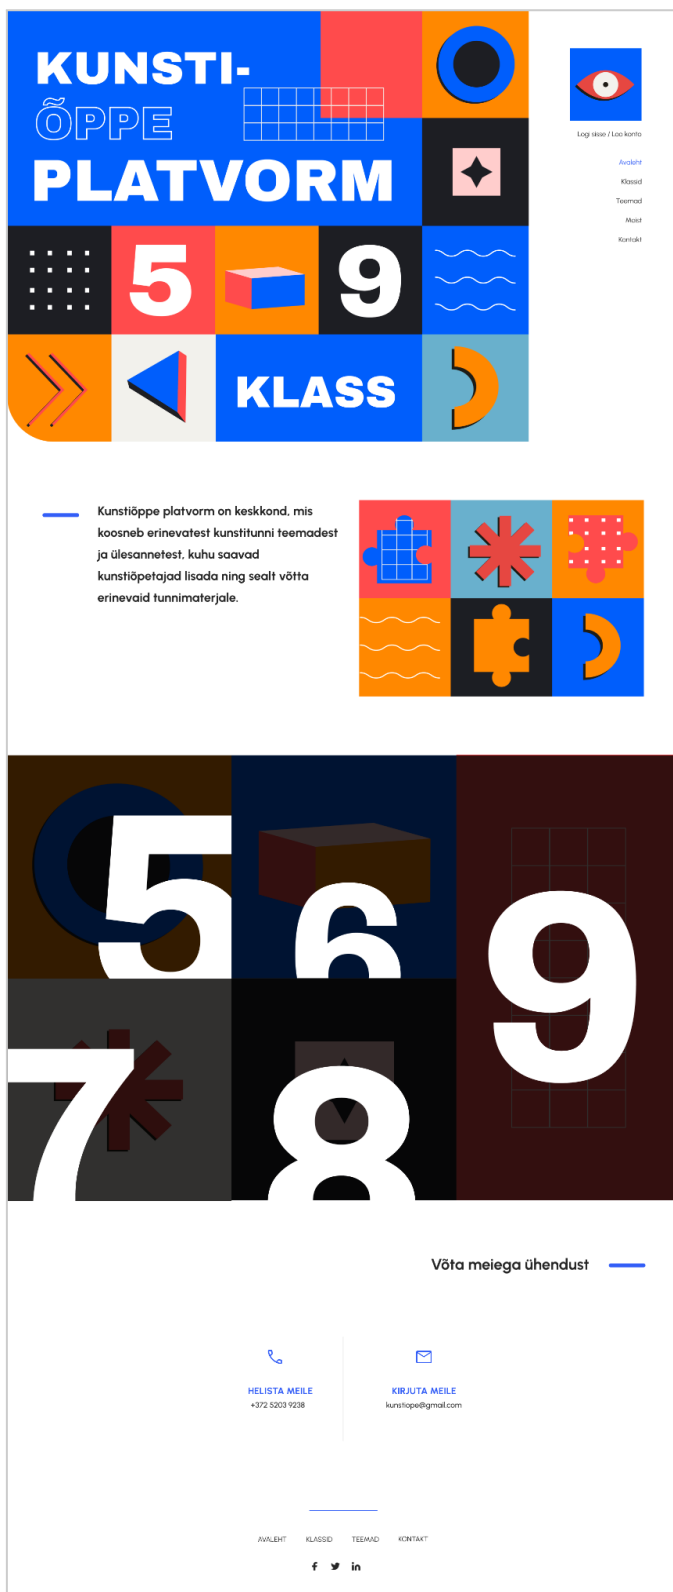 KUNSTI-
ÕPPE
PLATVORM
5 9
KLASS
Logi sisse / Loo konto
Avaleht
Klassid
Teemad
Meist
Kontakt
Kunstiõppe platvorm on keskkond, mis
koosneb erinevatest kunstitunni teemadest
ja ülesannetest, kuhu saavad
kunstiõpetajad lisada ning sealt võtta
erinevaid tunnimaterjale.
5 6 9
7 8
Võta meiega ühendust
HELISTA MEILE
+372 5203 9238
KIRJUTA MEILE
kunstiope@gmail.com
AVALEHT KLASSID TEEMAD KONTAKT